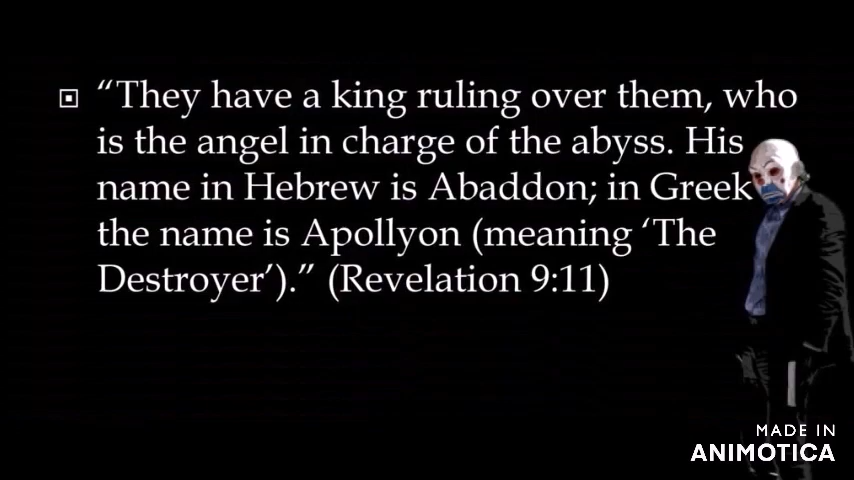 “They have a king ruling over them, who
is the angel in charge of the abyss. His
name in Hebrew is Abaddon; in Greek
the name is Apollyon (meaning ‘The
Destroyer’).” (Revelation 9:11)
MADE IN
ANIMOTICA